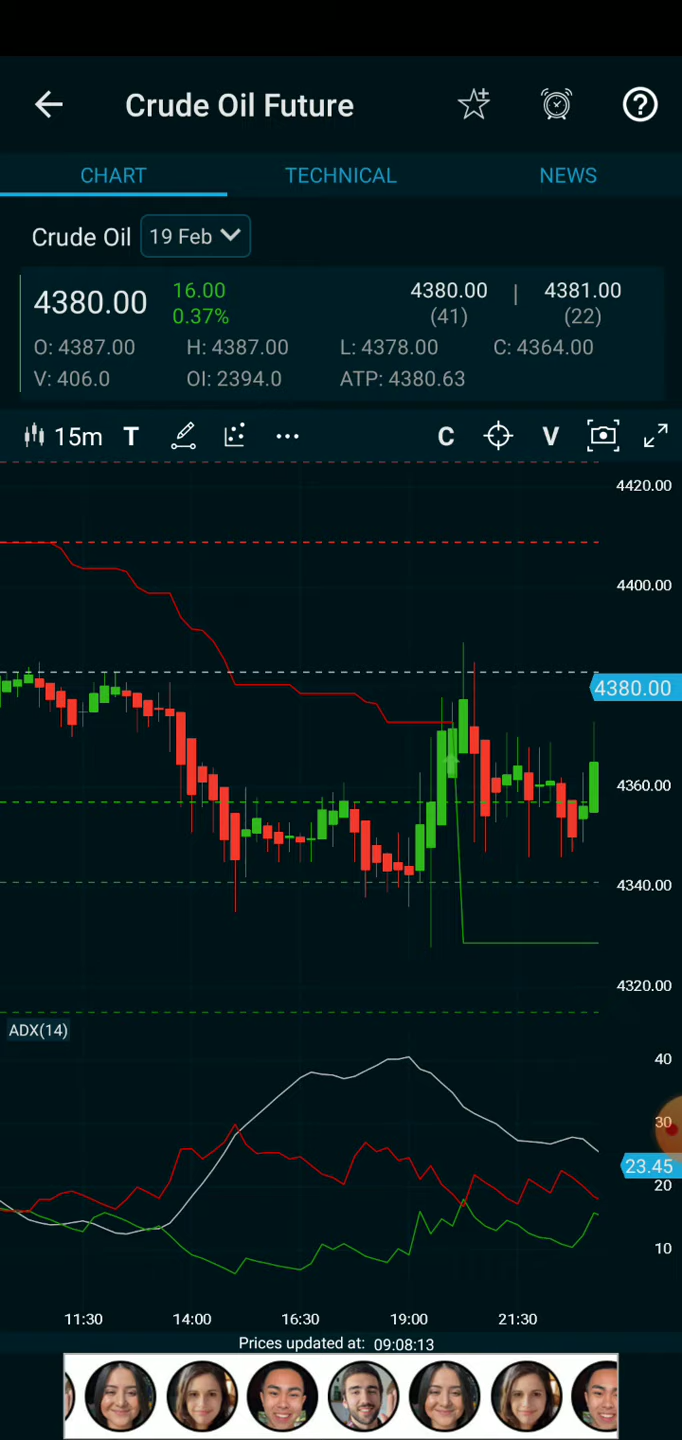 Crude Oil Future
CHART TECHNICAL NEWS
Crude Oil 19 Feb
4380.00 16.00 0.37% 4380.00 (41) | 4381.00 (22)
O: 4387.00 H: 4387.00 L: 4378.00 C: 4364.00
V: 406.0 OI: 2394.0 ATP: 4380.63
15m T C V
4420.00
4400.00
4380.00
4360.00
4340.00
4320.00
ADX(14)
40
30
23.45
20
10
11:30 14:00 16:30 19:00 21:30
Prices updated at: 09:08:13